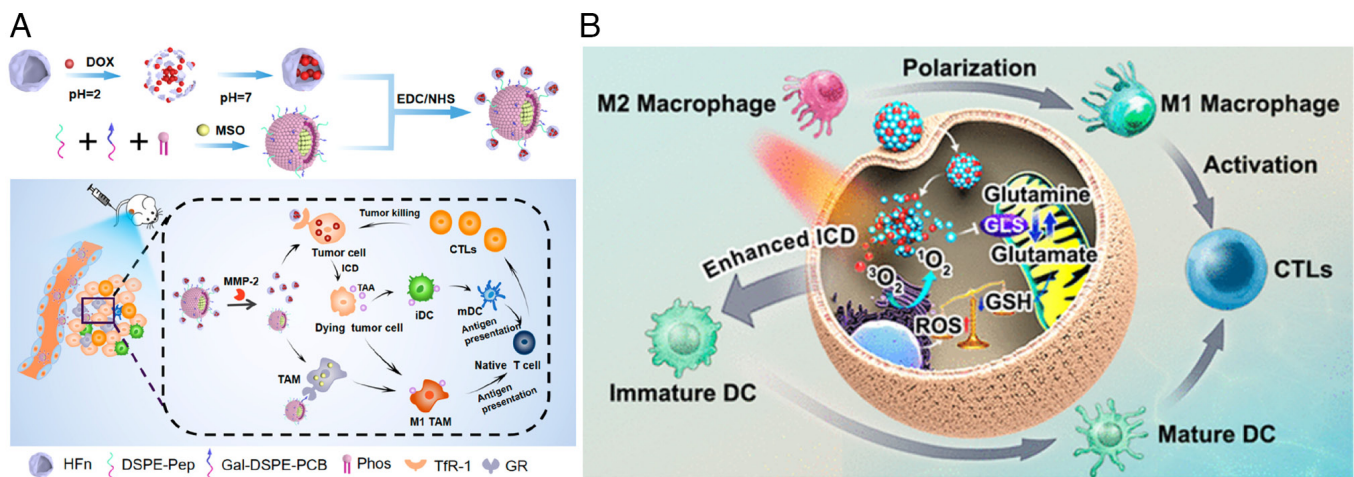 A
DOX
pH=2
pH=7
EDC/NHS
MSO
Tumor killing
Tumor cell
CTLs
ICD
TAA
MMP-2
Dying tumor cell
iDC
mDC
Antigen
presentation
TAM
Native T cell
Antigen
presentation
M1 TAM
HFn
DSPE-Pep
Gal-DSPE-PCB
Phos
TfR-1
GR
B
Polarization
M2 Macrophage
M1 Macrophage
Activation
Glutamine
GLS
Enhanced ICD
Glutamate
³O₂
¹O₂
CTLs
GSH
ROS
Immature DC
Mature DC